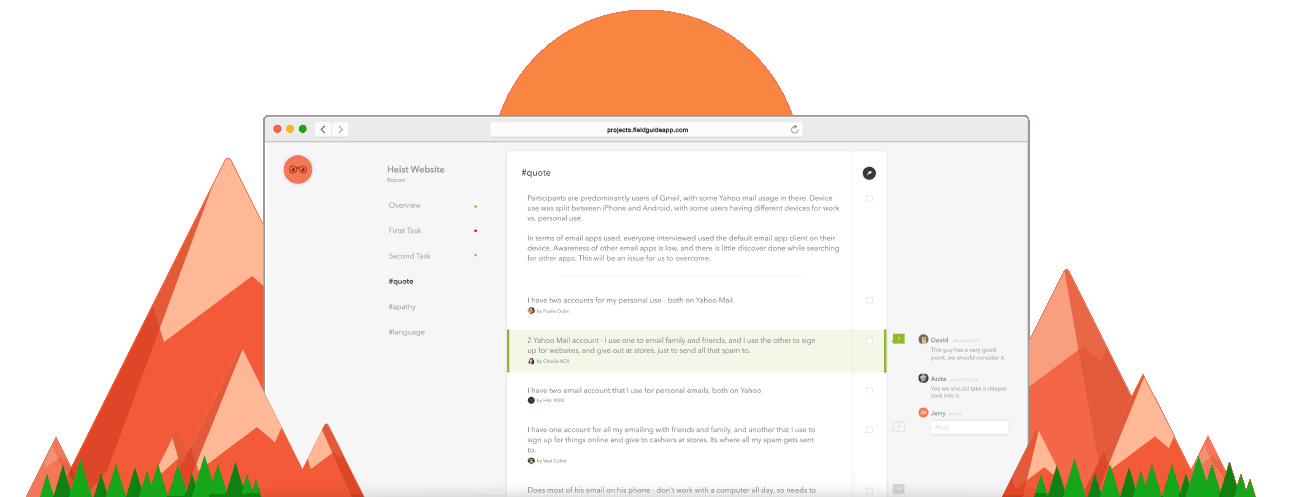 projects.fieldguideapp.com
Heist Website
Report
Overview
Firtst Task
Second Task
#quote
#apathy
#language
#quote
Participants are predominantly users of Gmail, with some Yahoo mail usage in there. Device
use was split between iPhone and Android, with some users having different devices for work
vs. personal use.
In terms of email apps used, everyone interviewed used the default email app client on their
device. Awareness of other email apps is low, and there is little discover done while searching
for other apps. This will be an issue for us to overcome.
I have two accounts for my personal use - both on Yahoo Mail.
by Noelie Dubs
2 Yahoo Mail account - I use one to email family and friends, and I use the other to sign
up for websites, and give out at stores, just to send all that spam to.
by Charlie XCX
I have two email account that I use for personal emails, both on Yahoo
by HAL 9000
I have one account for all my emailing with friends and family, and another that I use to
sign up for things online and give to cashiers at stores. Its where all my spam gets sent
to.
by Veal Cutlet
Does most of his email on his phone - don't work with a computer all day, so needs to
2
David
This guy has a very good
point, we should consider it.
Anita
Yes we should take a deeper
look into it.
Jerry
Reply